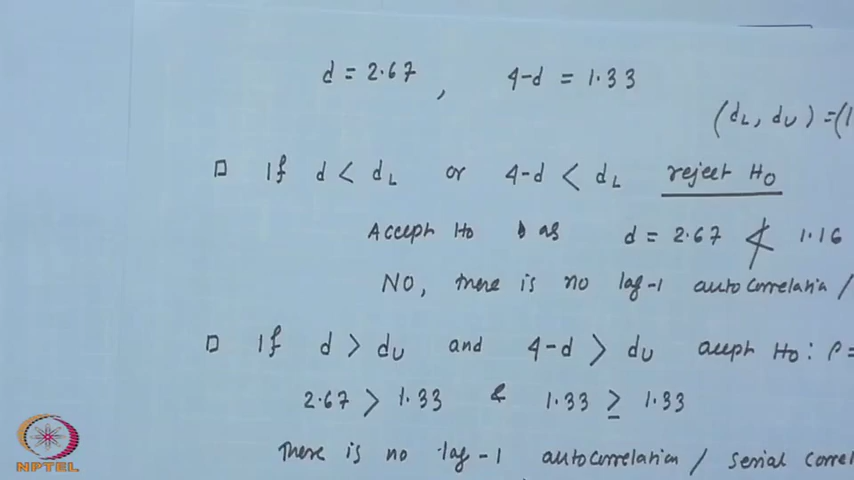 d = 2.67 , 4-d = 1.33
(dL, dU) = (1
□ If d < dL or 4-d < dL reject H0
Accept H0 as d = 2.67 ≮ 1.16
NO, there is no lag-1 autocorrelation /
□ If d > dU and 4-d > dU accept H0 : ρ =
2.67 > 1.33 & 1.33 ≥ 1.33
There is no lag-1 autocorrelation / serial correl
NPTEL